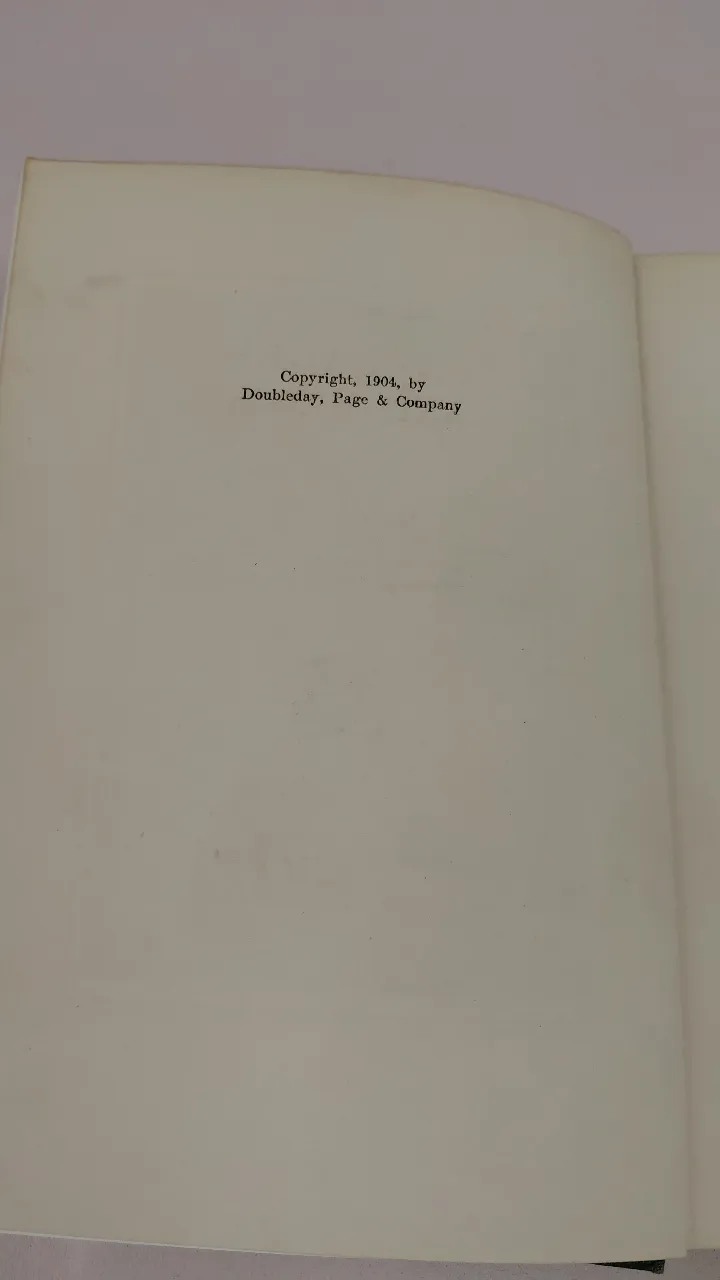 Copyright, 1904, by
Doubleday, Page & Company